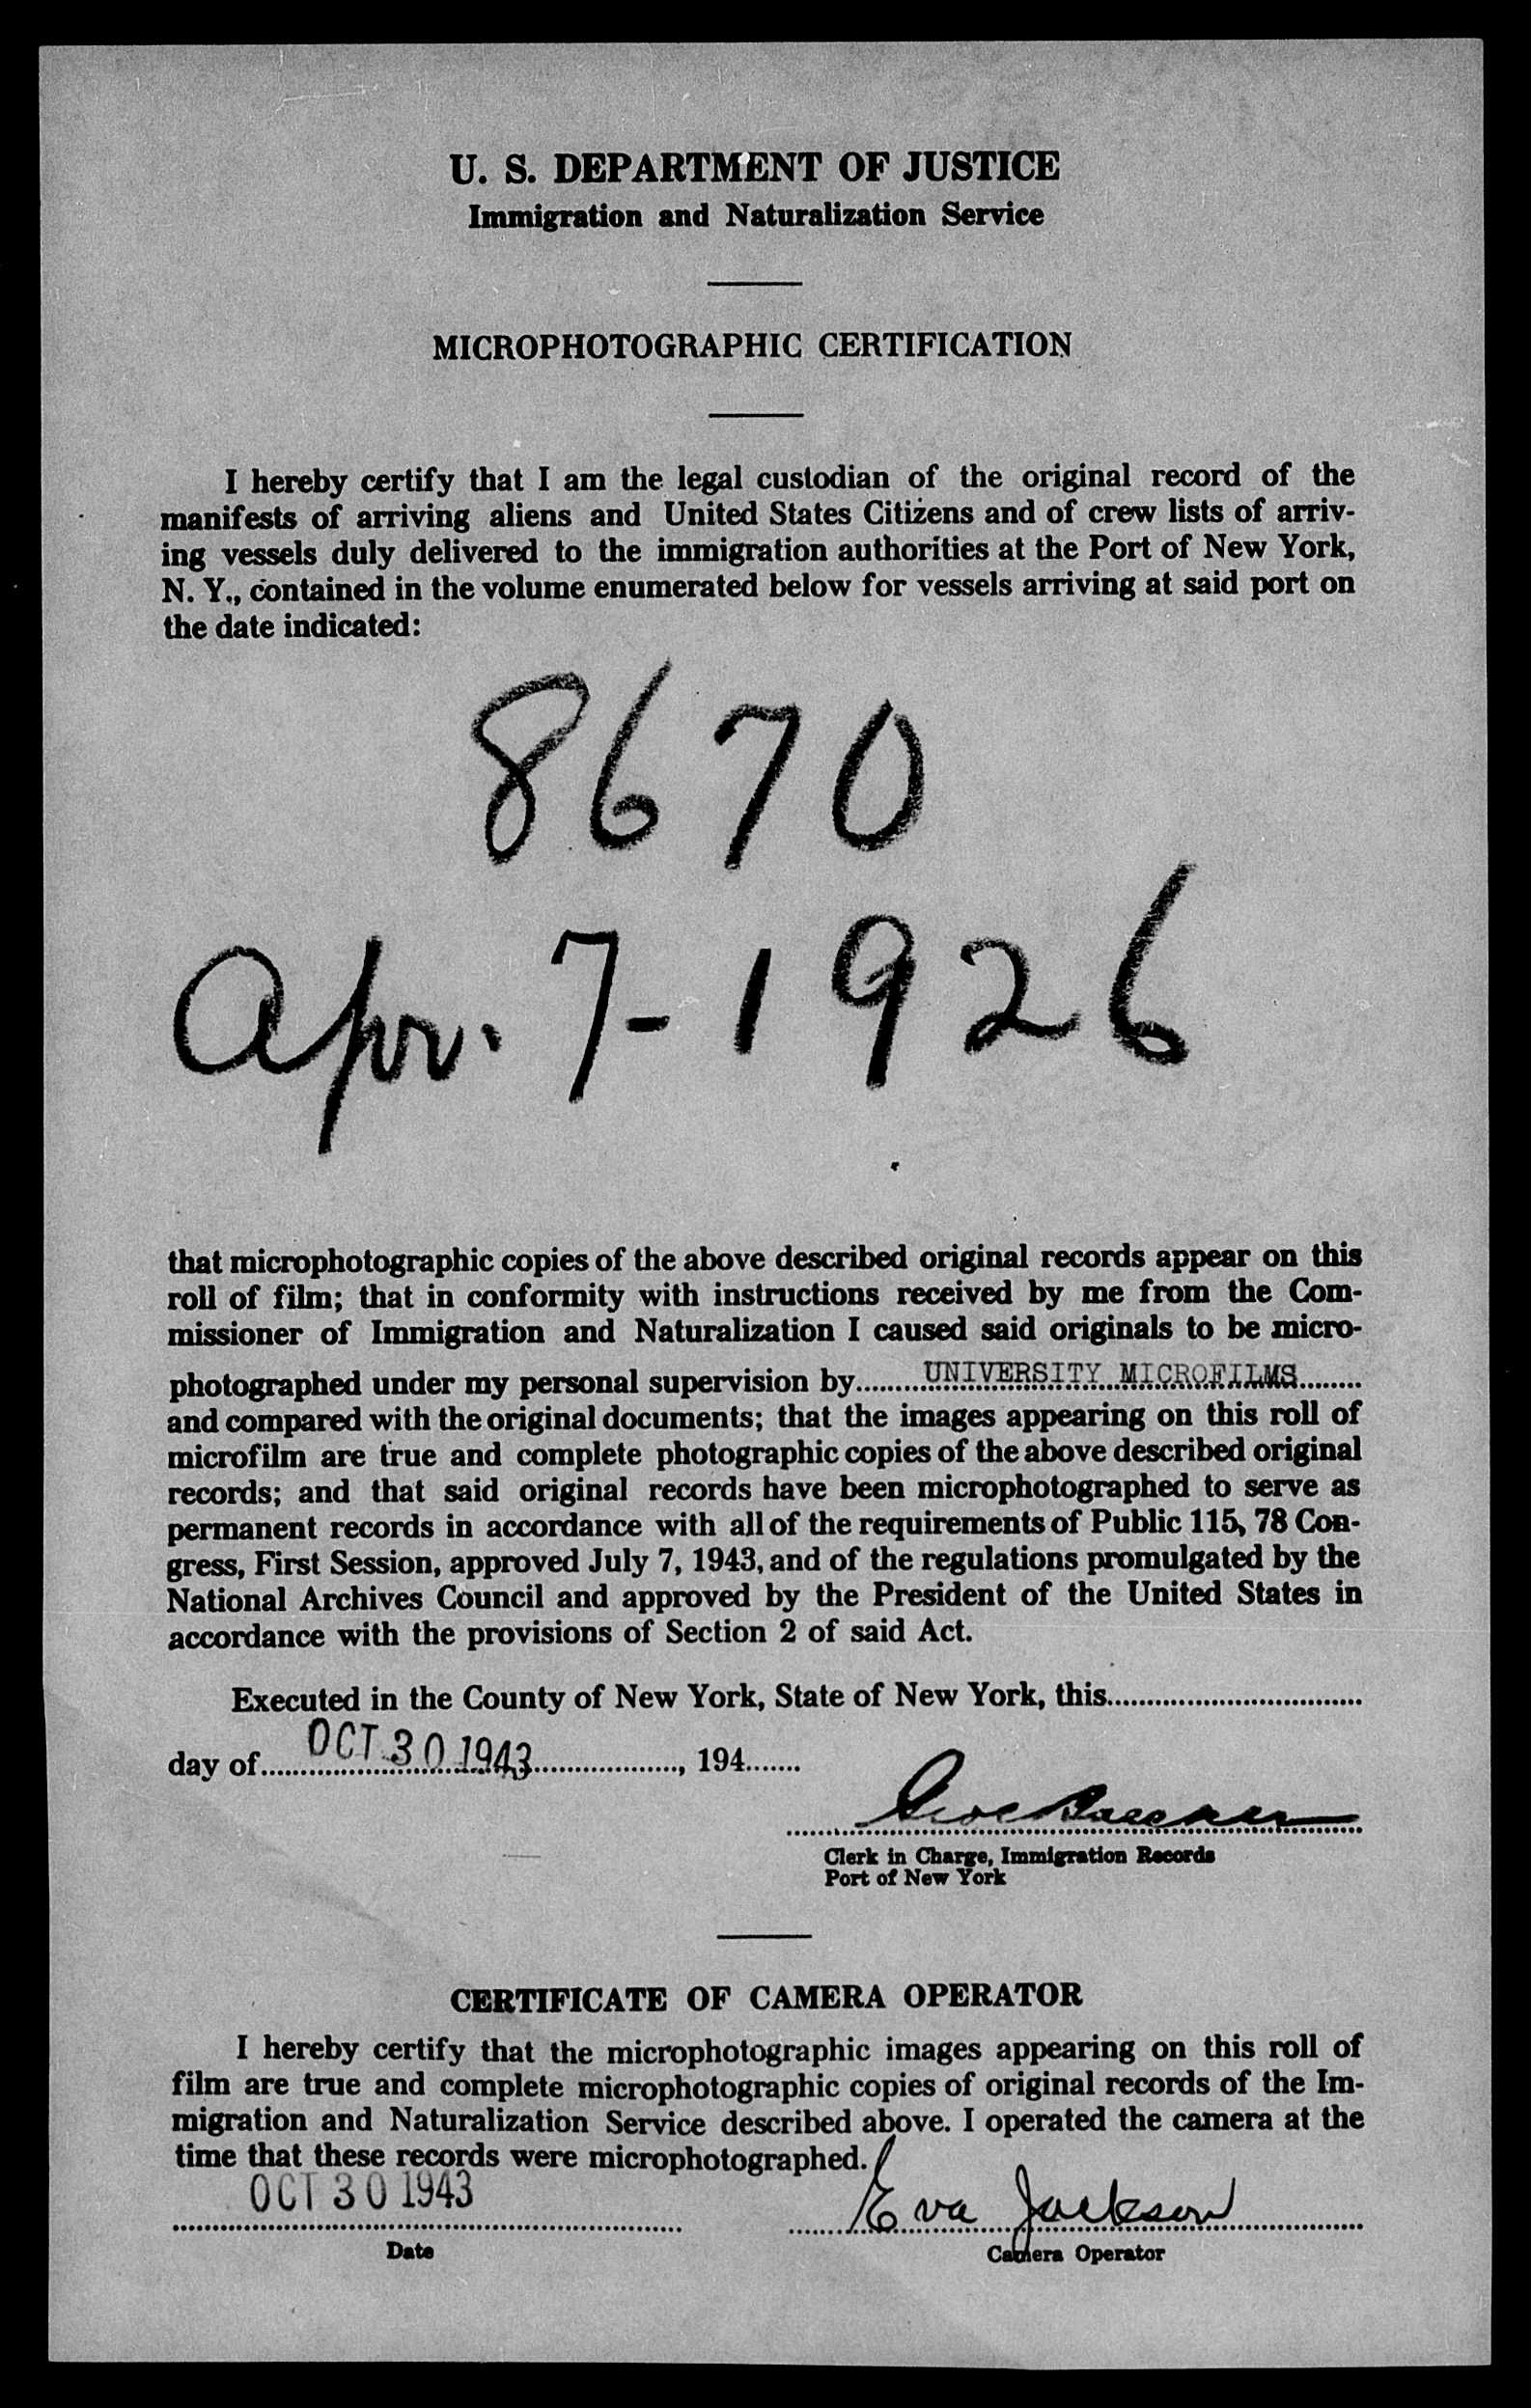 U. S. DEPARTMENT OF JUSTICE
Immigration and Naturalization Service
MICROPHOTOGRAPHIC CERTIFICATION
I hereby certify that I am the legal custodian of the original record of the
manifests of arriving aliens and United States Citizens and of crew lists of arriv-
ing vessels duly delivered to the immigration authorities at the Port of New York,
N. Y., contained in the volume enumerated below for vessels arriving at said port on
the date indicated:
8670
Apr. 7-1926
that microphotographic copies of the above described original records appear on this
roll of film; that in conformity with instructions received by me from the Com-
missioner of Immigration and Naturalization I caused said originals to be micro-
photographed under my personal supervision by........UNIVERSITY MICROFILMS........
and compared with the original documents; that the images appearing on this roll of
microfilm are true and complete photographic copies of the above described original
records; and that said original records have been microphotographed to serve as
permanent records in accordance with all of the requirements of Public 115, 78 Con-
gress, First Session, approved July 7, 1943, and of the regulations promulgated by the
National Archives Council and approved by the President of the United States in
accordance with the provisions of Section 2 of said Act.
Executed in the County of New York, State of New York, this................................
day of......OCT 30 1943..................., 194.......
Clerk in Charge, Immigration Records
Port of New York
CERTIFICATE OF CAMERA OPERATOR
I hereby certify that the microphotographic images appearing on this roll of
film are true and complete microphotographic copies of original records of the Im-
migration and Naturalization Service described above. I operated the camera at the
time that these records were microphotographed.
OCT 30 1943 Eva Jackson
Date Camera Operator